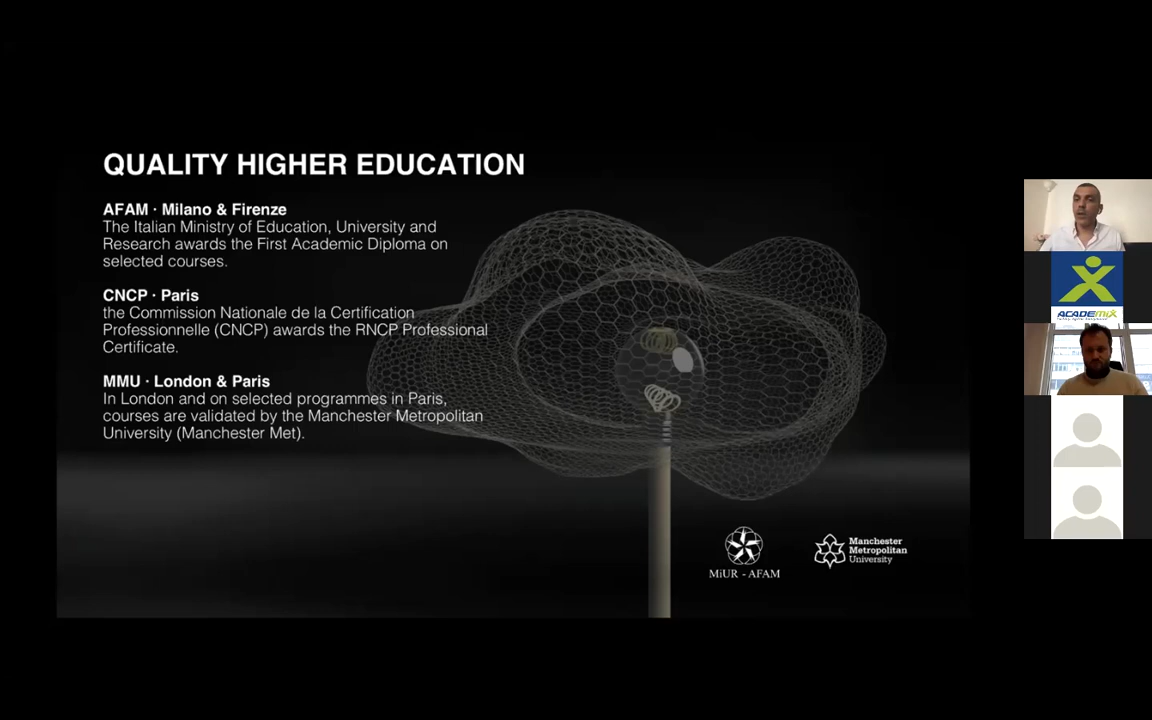 QUALITY HIGHER EDUCATION
AFAM · Milano & Firenze
The Italian Ministry of Education, University and
Research awards the First Academic Diploma on
selected courses.
CNCP · Paris
the Commission Nationale de la Certification
Professionnelle (CNCP) awards the RNCP Professional
Certificate.
MMU · London & Paris
In London and on selected programmes in Paris,
courses are validated by the Manchester Metropolitan
University (Manchester Met).
MiUR - AFAM
Manchester
Metropolitan
University
ACADEMIX